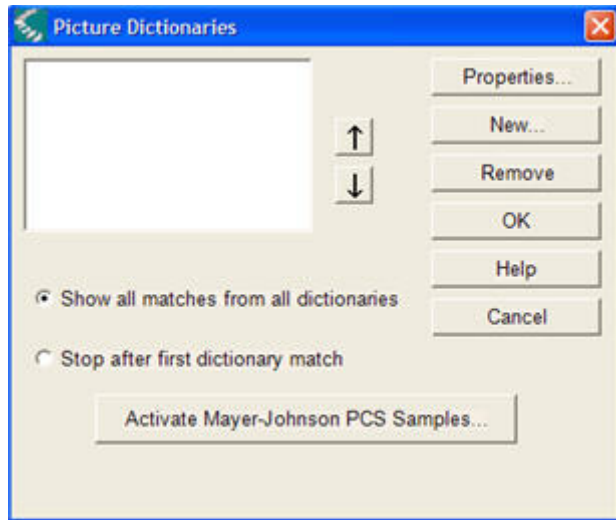 Picture Dictionaries
Properties...
New...
Remove
OK
Help
Cancel
Show all matches from all dictionaries
Stop after first dictionary match
Activate Mayer-Johnson PCS Samples...